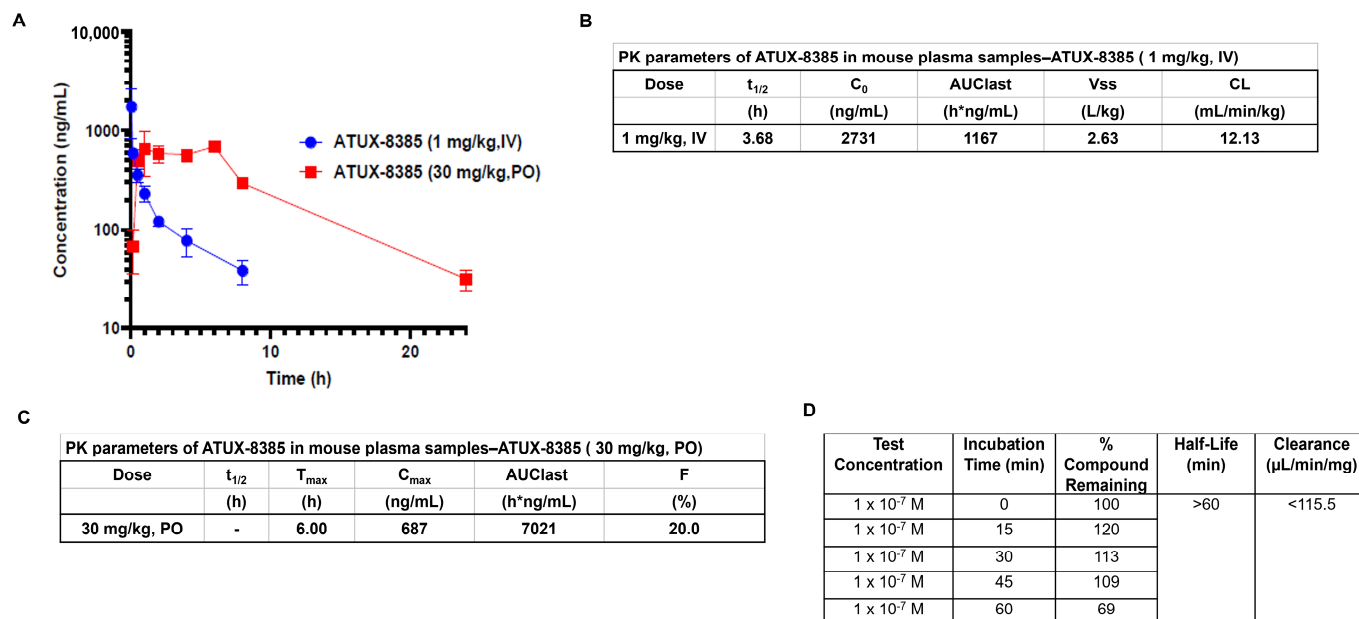 A
10,000
1000
100
10
0
10
20
Concentration (ng/mL)
Time (h)
ATUX-8385 (1 mg/kg,IV)
ATUX-8385 (30 mg/kg,PO)
B
PK parameters of ATUX-8385 in mouse plasma samples–ATUX-8385 ( 1 mg/kg, IV)
Dose t1/2 C0 AUClast Vss CL
(h) (ng/mL) (h*ng/mL) (L/kg) (mL/min/kg)
1 mg/kg, IV 3.68 2731 1167 2.63 12.13
C
PK parameters of ATUX-8385 in mouse plasma samples–ATUX-8385 ( 30 mg/kg, PO)
Dose t1/2 Tmax Cmax AUClast F
(h) (h) (ng/mL) (h*ng/mL) (%)
30 mg/kg, PO - 6.00 687 7021 20.0
D
Test Incubation % Half-Life Clearance
Concentration Time (min) Compound (min) (µL/min/mg)
Remaining
1 x 10-7 M 0 100 >60 <115.5
1 x 10-7 M 15 120
1 x 10-7 M 30 113
1 x 10-7 M 45 109
1 x 10-7 M 60 69